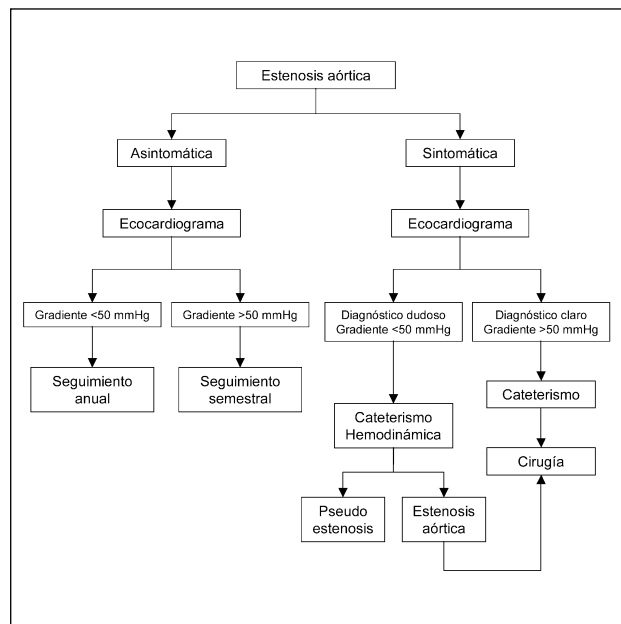 Estenosis aórtica
Asintomática
Sintomática
Ecocardiograma
Ecocardiograma
Gradiente <50 mmHg
Gradiente >50 mmHg
Diagnóstico dudoso
Gradiente <50 mmHg
Diagnóstico claro
Gradiente >50 mmHg
Seguimiento
anual
Seguimiento
semestral
Cateterismo
Hemodinámica
Cateterismo
Cirugía
Pseudo
estenosis
Estenosis
aórtica